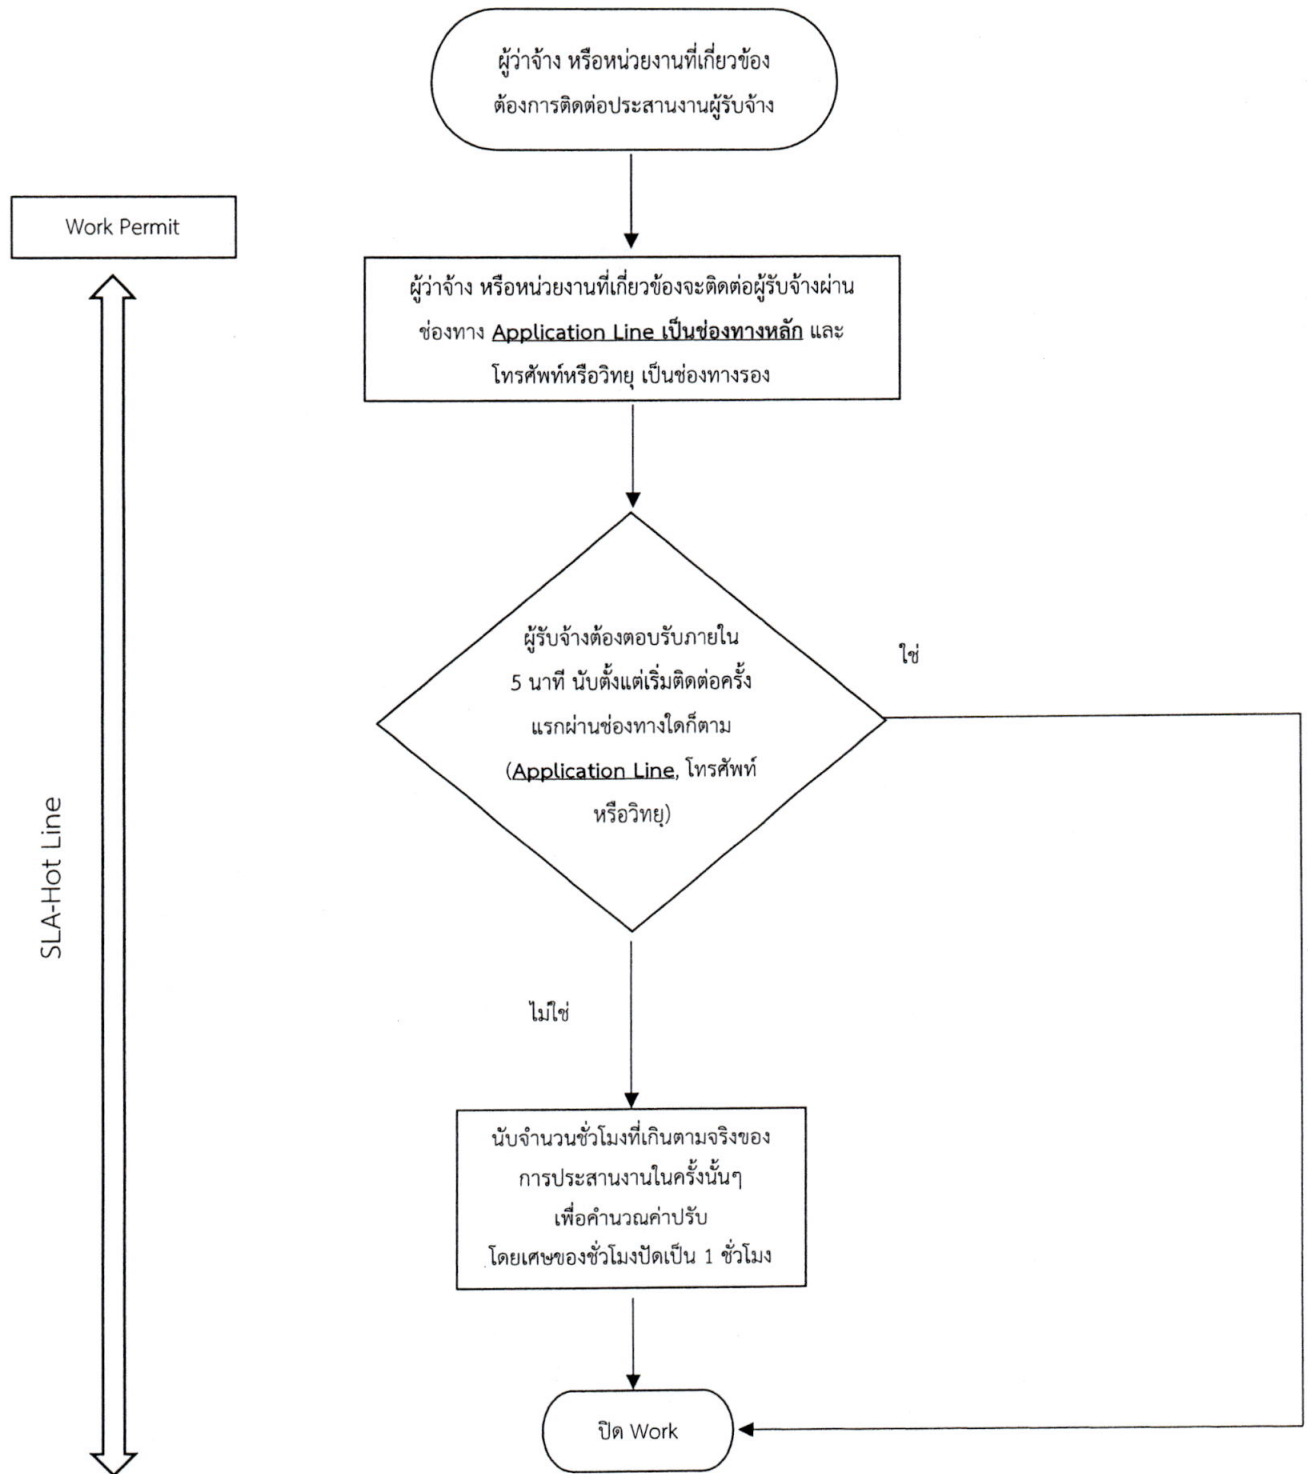 ผู้ว่าจ้าง หรือหน่วยงานที่เกี่ยวข้อง
ต้องการติดต่อประสานงานผู้รับจ้าง
Work Permit
ผู้ว่าจ้าง หรือหน่วยงานที่เกี่ยวข้องจะติดต่อผู้รับจ้างผ่าน
ช่องทาง Application Line เป็นช่องทางหลัก และ
โทรศัพท์หรือวิทยุ เป็นช่องทางรอง
ผู้รับจ้างต้องตอบรับภายใน
5 นาที นับตั้งแต่เริ่มติดต่อครั้ง
แรกผ่านช่องทางใดก็ตาม
(Application Line, โทรศัพท์
หรือวิทยุ)
ใช่
SLA-Hot Line
ไม่ใช่
นับจำนวนชั่วโมงที่เกินตามจริงของ
การประสานงานในครั้งนั้นๆ
เพื่อคำนวณค่าปรับ
โดยเศษของชั่วโมงปัดเป็น 1 ชั่วโมง
ปิด Work